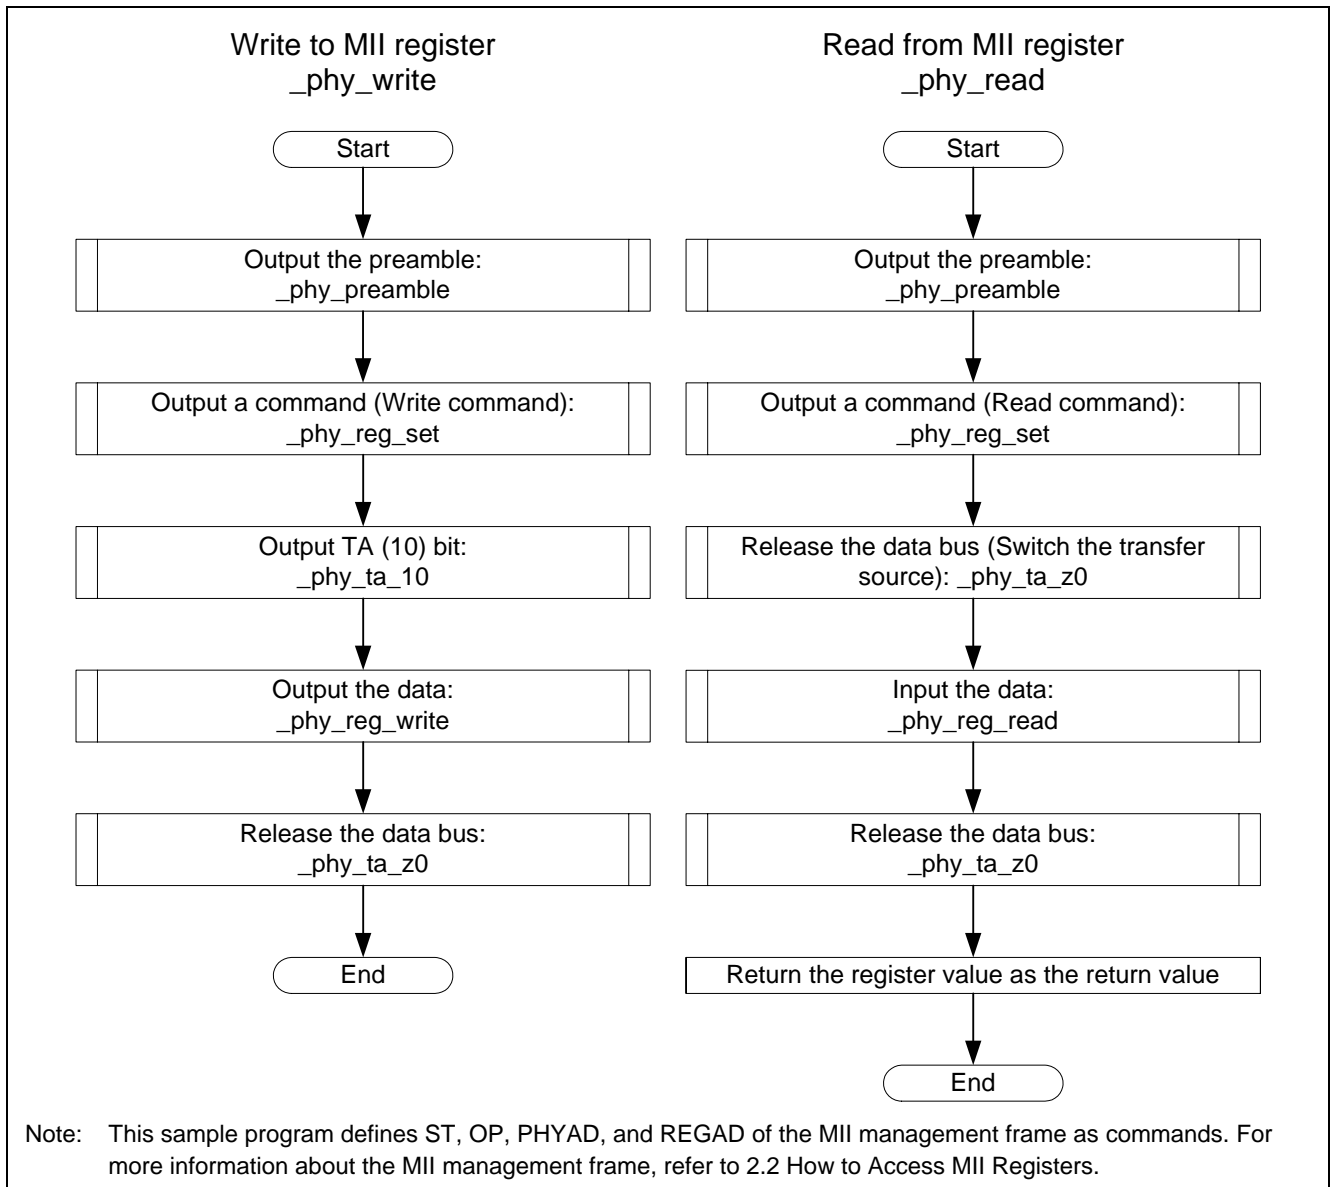 Write to MII register
_phy_write
Start
Output the preamble:
_phy_preamble
Output a command (Write command):
_phy_reg_set
Output TA (10) bit:
_phy_ta_10
Output the data:
_phy_reg_write
Release the data bus:
_phy_ta_z0
End
Read from MII register
_phy_read
Start
Output the preamble:
_phy_preamble
Output a command (Read command):
_phy_reg_set
Release the data bus (Switch the transfer
source): _phy_ta_z0
Input the data:
_phy_reg_read
Release the data bus:
_phy_ta_z0
Return the register value as the return value
End
Note: This sample program defines ST, OP, PHYAD, and REGAD of the MII management frame as commands. For
more information about the MII management frame, refer to 2.2 How to Access MII Registers.